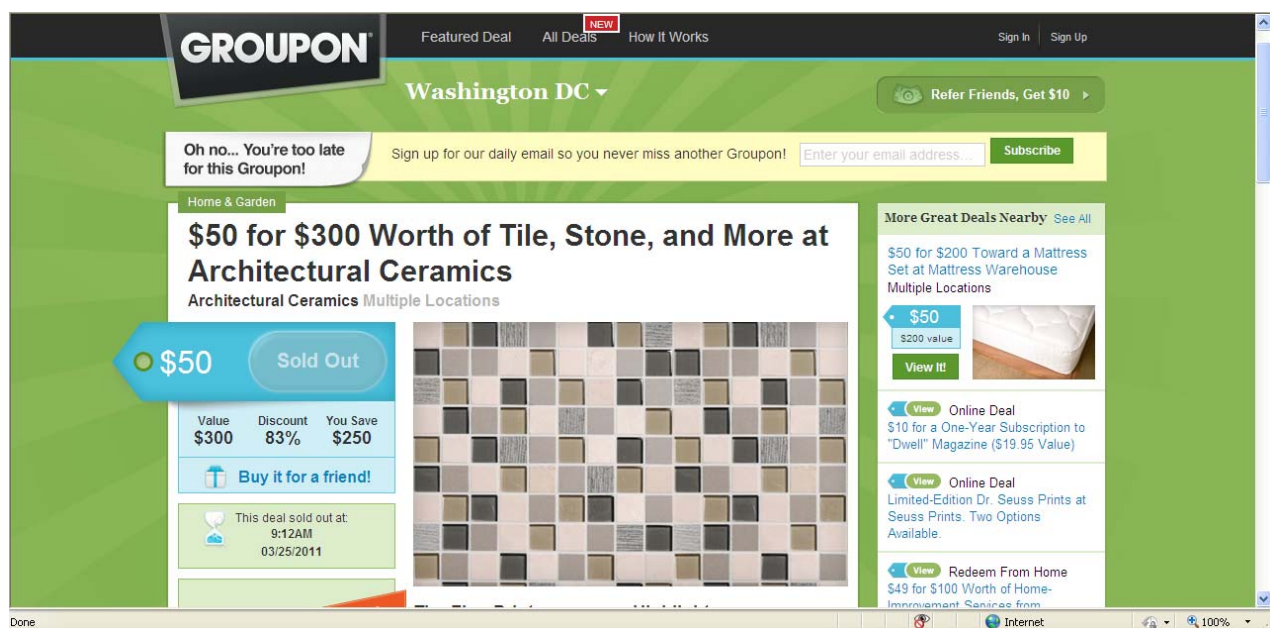 GROUPON
Featured Deal
All Deals
NEW
How It Works
Sign In
Sign Up
Washington DC
Refer Friends, Get $10
Oh no... You're too late
for this Groupon!
Sign up for our daily email so you never miss another Groupon!
Enter your email address...
Subscribe
Home & Garden
$50 for $300 Worth of Tile, Stone, and More at
Architectural Ceramics
Architectural Ceramics Multiple Locations
$50
Sold Out
Value Discount You Save
$300 83% $250
Buy it for a friend!
This deal sold out at:
9:12AM
03/25/2011
More Great Deals Nearby See All
$50 for $200 Toward a Mattress
Set at Mattress Warehouse
Multiple Locations
$50
$200 value
View It!
View Online Deal
$10 for a One-Year Subscription to
"Dwell" Magazine ($19.95 Value)
View Online Deal
Limited-Edition Dr. Seuss Prints at
Seuss Prints. Two Options
Available.
View Redeem From Home
$49 for $100 Worth of Home-
Improvement Services from
Done
Internet
100%